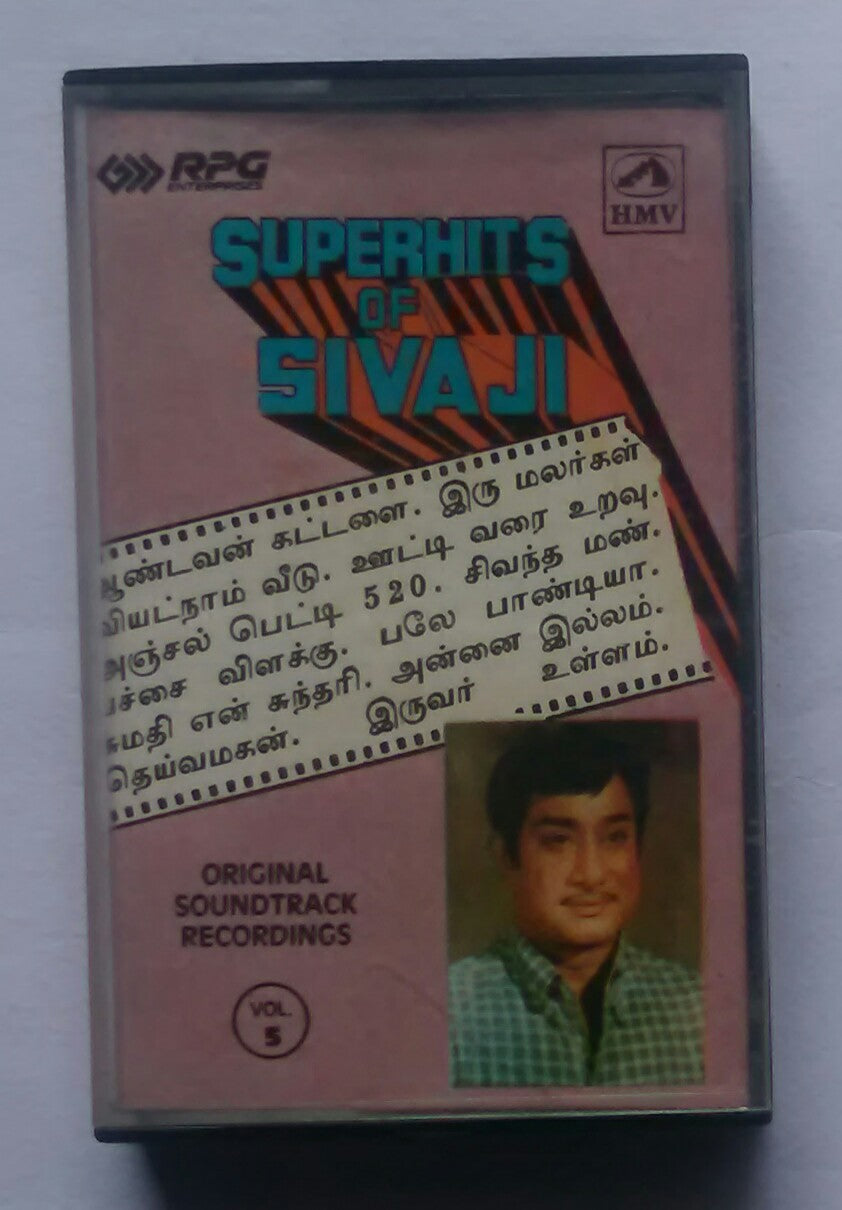 RPG
ENTERPRISES
HMV
SUPERHITS
OF
SIVAJI
ஆண்டவன் கட்டளை. இரு மலர்கள்
வியட்நாம் வீடு. ஊட்டி வரை உறவு.
அஞ்சல் பெட்டி 520. சிவந்த மண்.
பச்சை விளக்கு. பலே பாண்டியா.
சுமதி என் சுந்தரி. அன்னை இல்லம்.
தெய்வமகன். இருவர் உள்ளம்.
ORIGINAL
SOUNDTRACK
RECORDINGS
VOL.
5